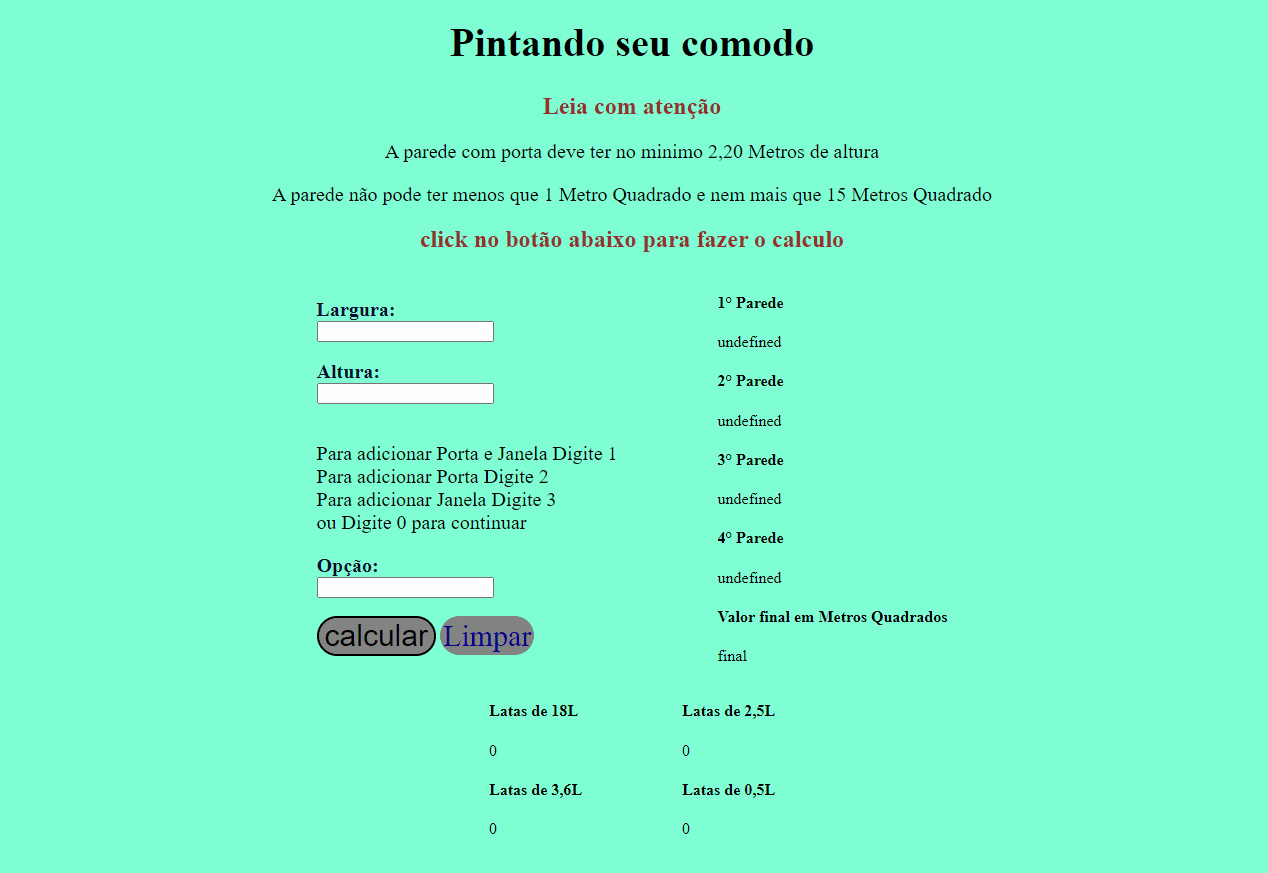 Pintando seu comodo
Leia com atenção
A parede com porta deve ter no minimo 2,20 Metros de altura
A parede não pode ter menos que 1 Metro Quadrado e nem mais que 15 Metros Quadrado
click no botão abaixo para fazer o calculo
Largura:
Altura:
Para adicionar Porta e Janela Digite 1
Para adicionar Porta Digite 2
Para adicionar Janela Digite 3
ou Digite 0 para continuar
Opção:
calcular Limpar
1° Parede
undefined
2° Parede
undefined
3° Parede
undefined
4° Parede
undefined
Valor final em Metros Quadrados
final
Latas de 18L
0
Latas de 3,6L
0
Latas de 2,5L
0
Latas de 0,5L
0